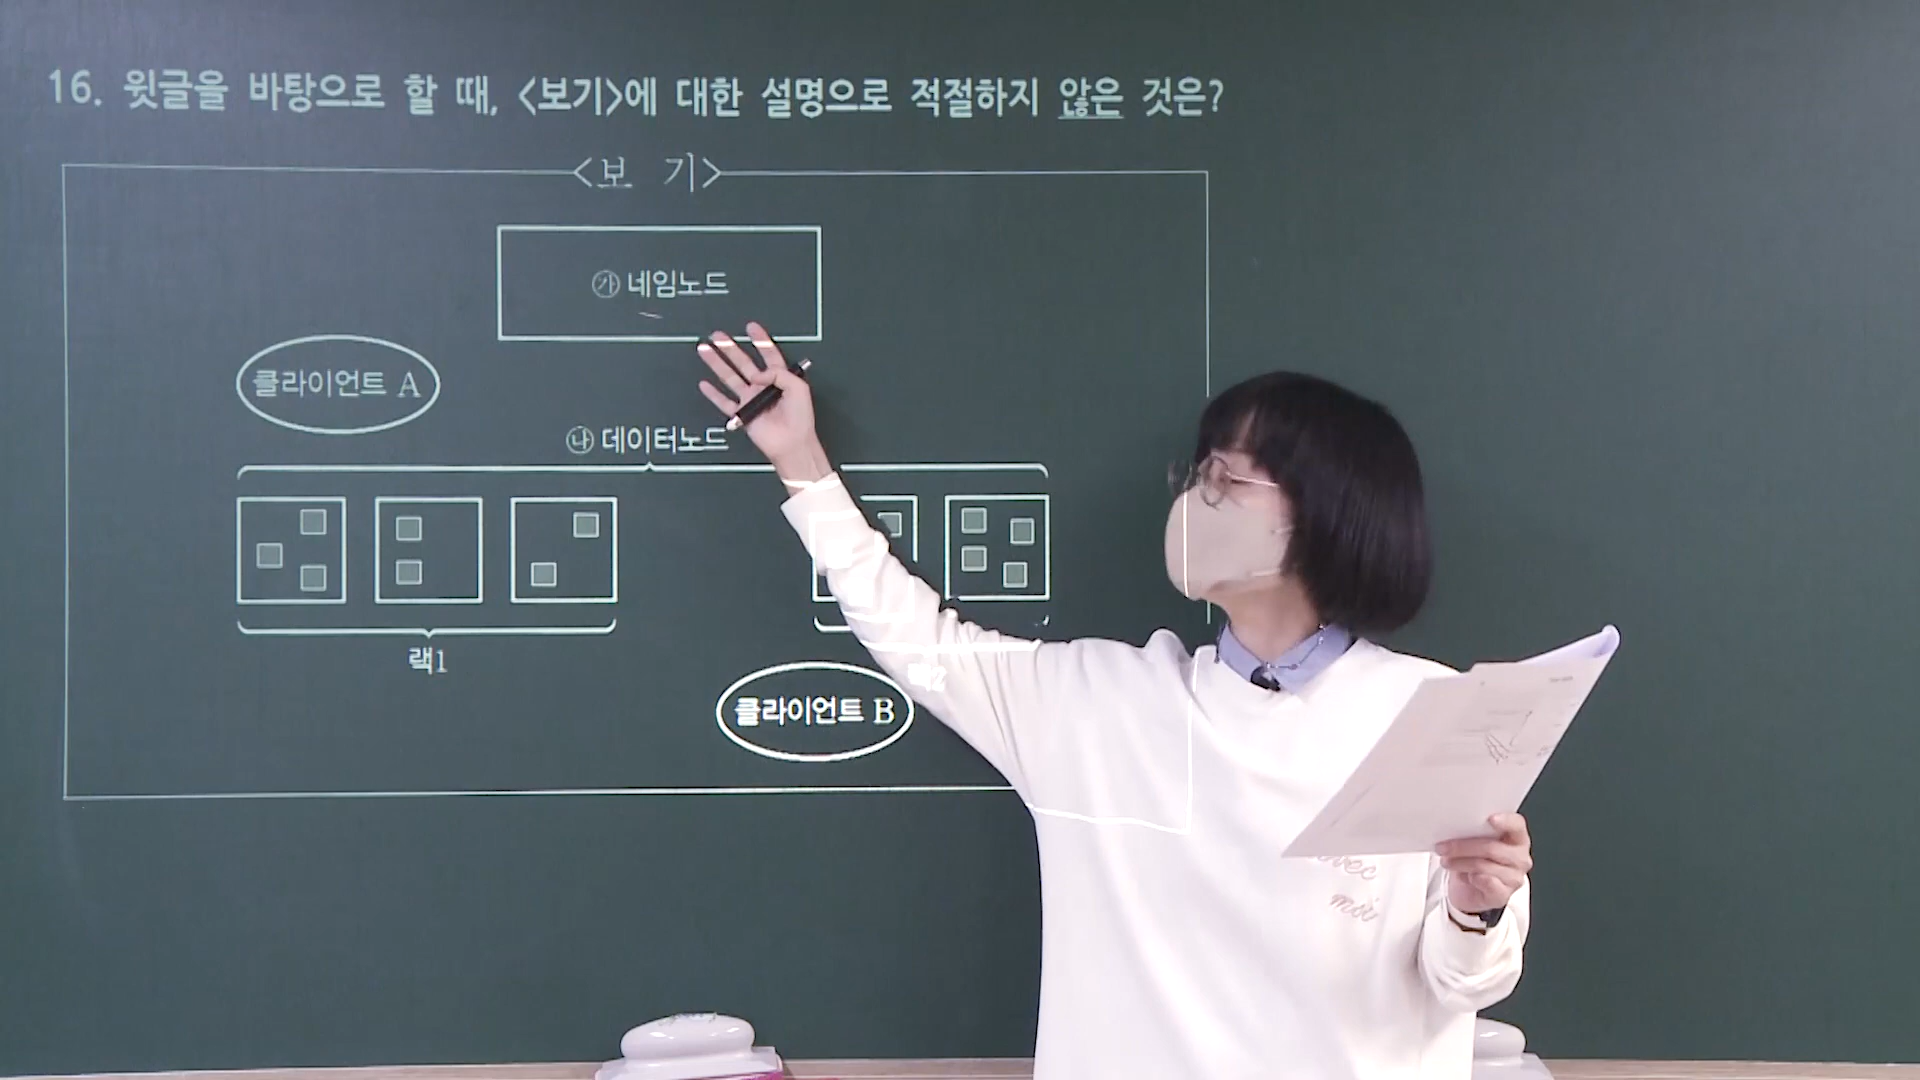 16. 윗글을 바탕으로 할 때, <보기>에 대한 설명으로 적절하지 않은 것은?
<보 기>
㉮ 네임노드
클라이언트 A
㉯ 데이터노드
랙1
클라이언트 B
moi